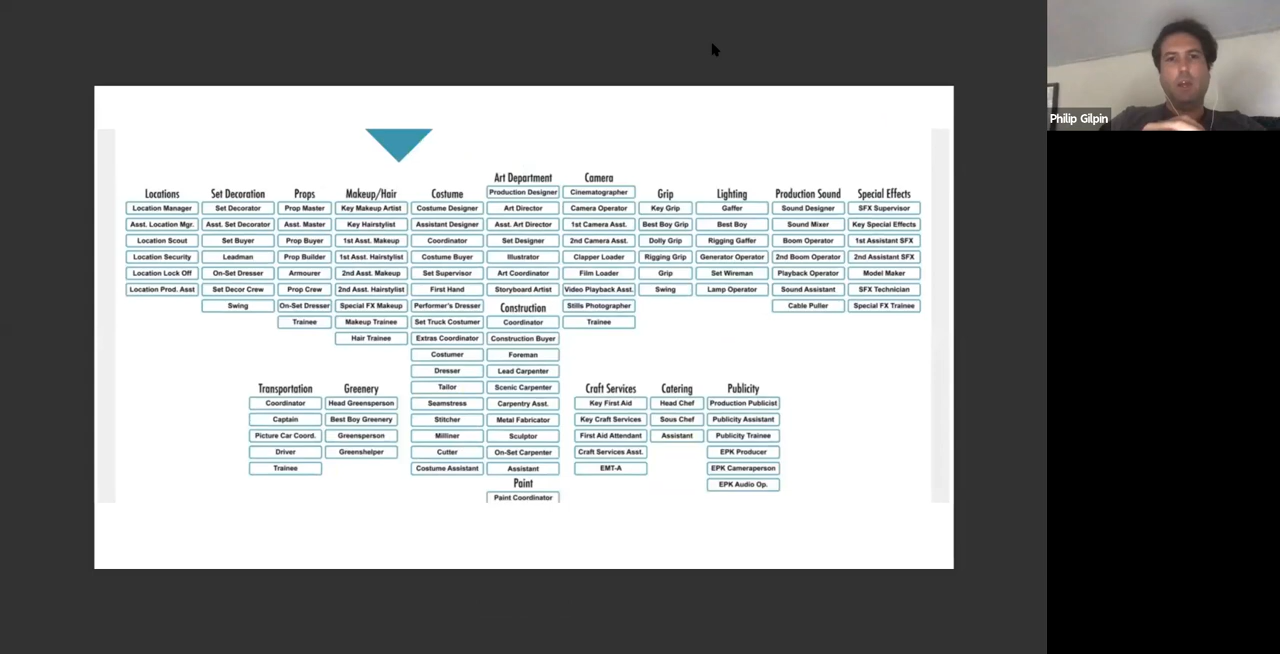 Philip Gilpin
Locations
Location Manager
Asst. Location Mgr.
Location Scout
Location Security
Location Lock Off
Location Prod. Asst
Set Decoration
Set Decorator
Asst. Set Decorator
Set Buyer
Leadman
On-Set Dresser
Set Decor Crew
Swing
Props
Prop Master
Asst. Master
Prop Buyer
Prop Builder
Armourer
Prop Crew
On-Set Dresser
Trainee
Makeup/Hair
Key Makeup Artist
Key Hairstylist
1st Asst. Makeup
1st Asst. Hairstylist
2nd Asst. Makeup
2nd Asst. Hairstylist
Special FX Makeup
Makeup Trainee
Hair Trainee
Costume
Costume Designer
Assistant Designer
Coordinator
Costume Buyer
Set Supervisor
First Hand
Performer's Dresser
Set Truck Costumer
Extras Coordinator
Costumer
Dresser
Tailor
Seamstress
Stitcher
Milliner
Cutter
Costume Assistant
Art Department
Production Designer
Art Director
Asst. Art Director
Set Designer
Illustrator
Art Coordinator
Storyboard Artist
Construction
Coordinator
Construction Buyer
Foreman
Lead Carpenter
Scenic Carpenter
Carpentry Asst.
Metal Fabricator
Sculptor
On-Set Carpenter
Assistant
Paint
Paint Coordinator
Camera
Cinematographer
Camera Operator
1st Camera Asst.
2nd Camera Asst.
Clapper Loader
Film Loader
Video Playback Asst.
Stills Photographer
Trainee
Grip
Key Grip
Best Boy Grip
Dolly Grip
Rigging Grip
Grip
Swing
Lighting
Gaffer
Best Boy
Rigging Gaffer
Generator Operator
Set Wireman
Lamp Operator
Production Sound
Sound Designer
Sound Mixer
Boom Operator
2nd Boom Operator
Playback Operator
Sound Assistant
Cable Puller
Special Effects
SFX Supervisor
Key Special Effects
1st Assistant SFX
2nd Assistant SFX
Model Maker
SFX Technician
Special FX Trainee
Transportation
Coordinator
Captain
Picture Car Coord.
Driver
Trainee
Greenery
Head Greensperson
Best Boy Greenery
Greensperson
Greenshelper
Craft Services
Key First Aid
Key Craft Services
First Aid Attendant
Craft Services Asst.
EMT-A
Catering
Head Chef
Sous Chef
Assistant
Publicity
Production Publicist
Publicity Assistant
Publicity Trainee
EPK Producer
EPK Cameraperson
EPK Audio Op.